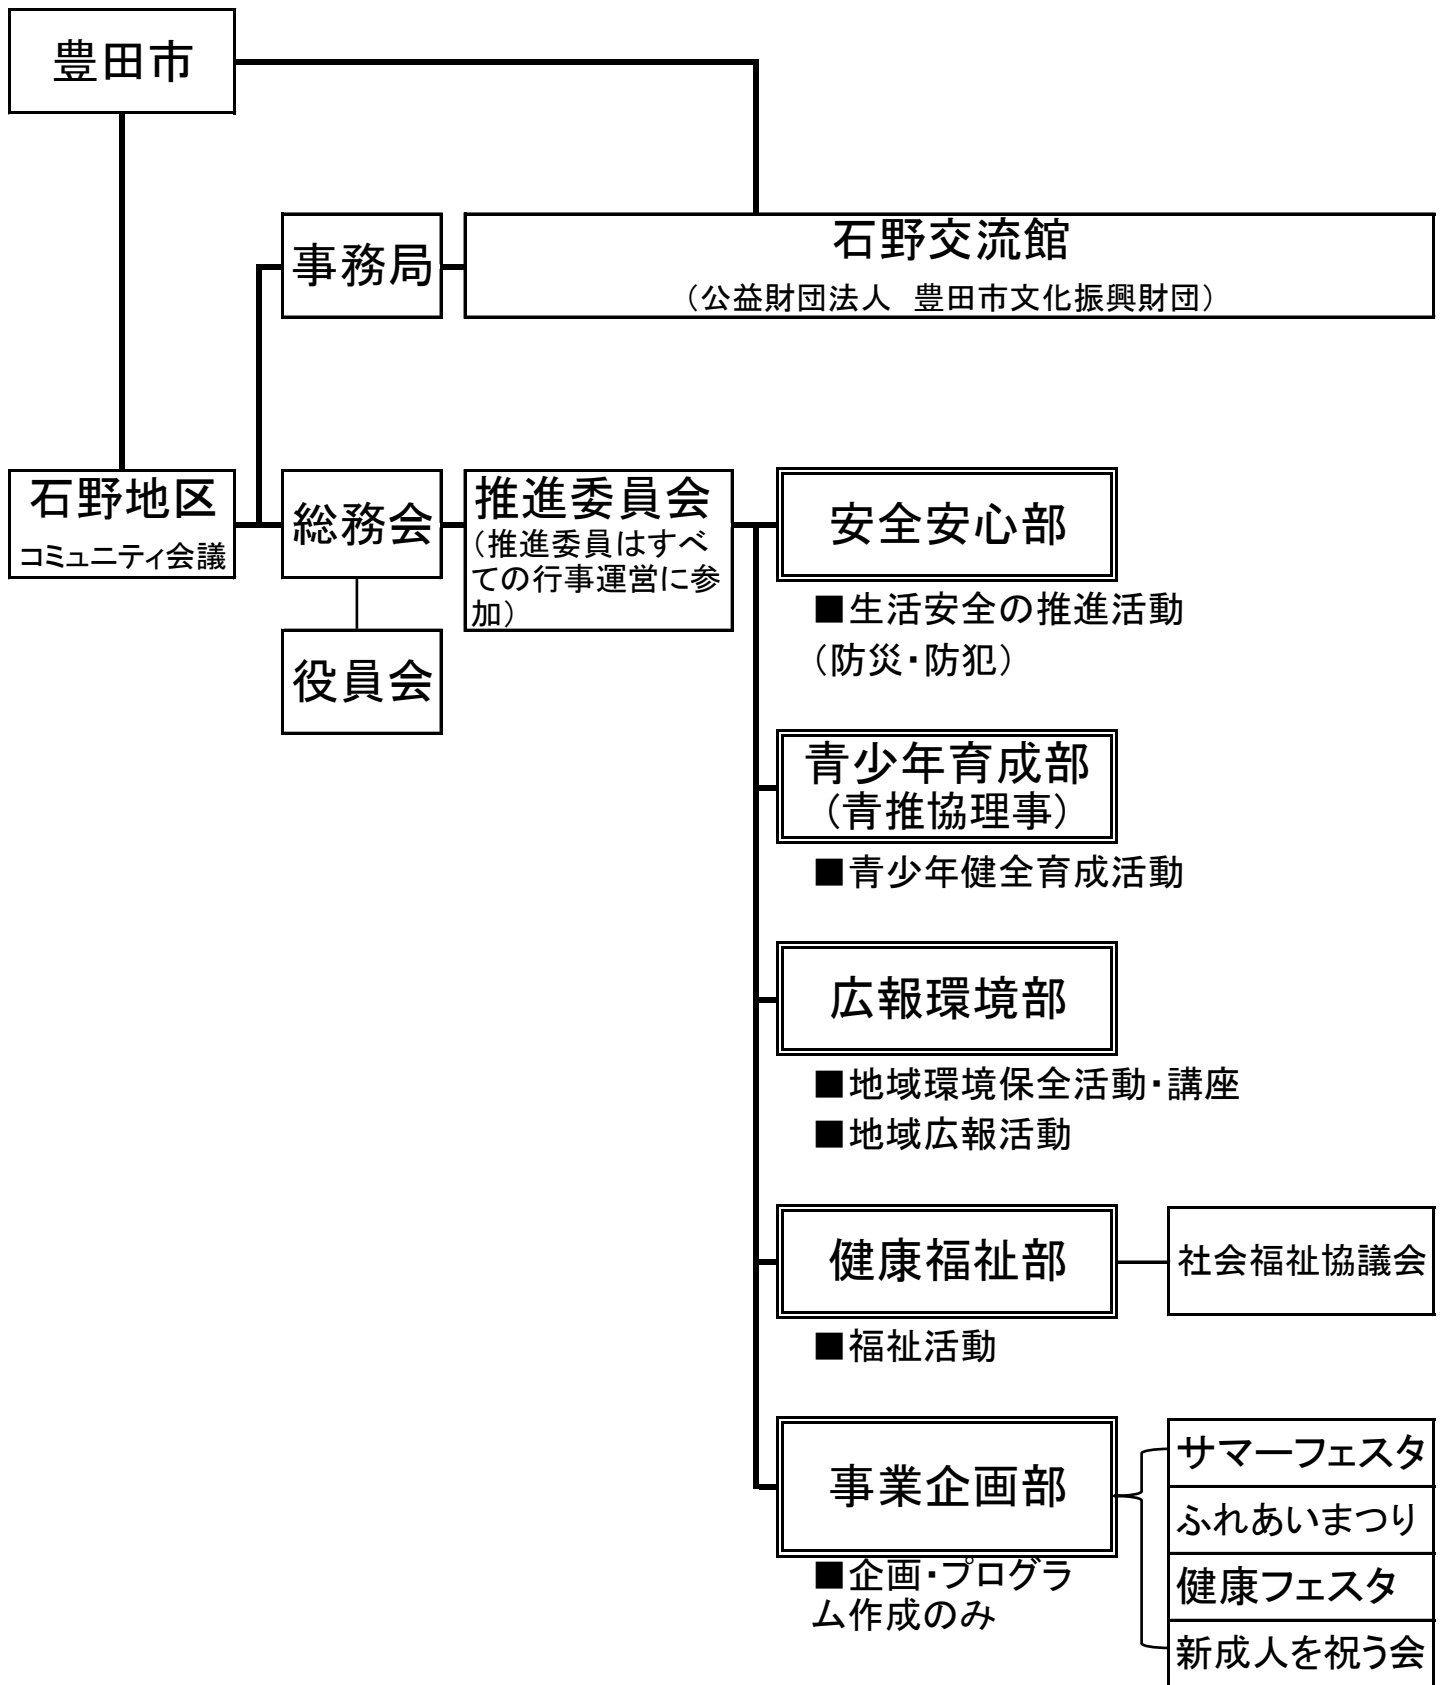 豊田市
事務局
石野交流館
（公益財団法人　豊田市文化振興財団）
石野地区
コミュニティ会議
総務会
役員会
推進委員会
（推進委員はすべ
ての行事運営に参
加）
安全安心部
■生活安全の推進活動
（防災・防犯）
青少年育成部
（青推協理事）
■青少年健全育成活動
広報環境部
■地域環境保全活動・講座
■地域広報活動
健康福祉部
社会福祉協議会
■福祉活動
事業企画部
■企画・プログラ
ム作成のみ
サマーフェスタ
ふれあいまつり
健康フェスタ
新成人を祝う会